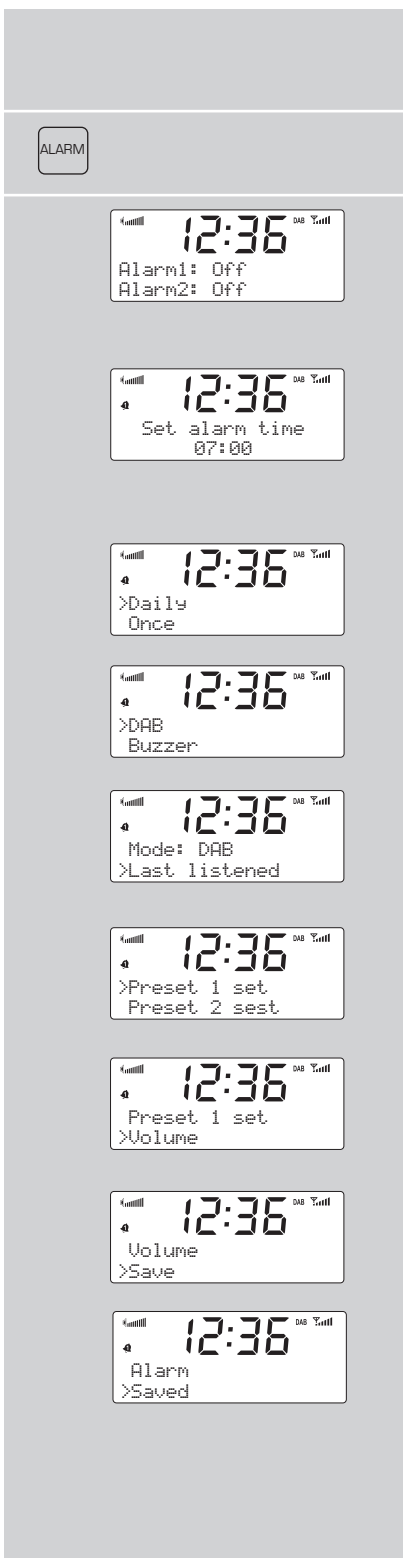 ALARM
12:36 DAB
Alarm1: Off
Alarm2: Off
12:36 DAB
Set alarm time
07:00
12:36 DAB
>Daily
Once
12:36 DAB
>DAB
Buzzer
12:36 DAB
Mode: DAB
>Last listened
12:36 DAB
>Preset 1 set
Preset 2 sest
12:36 DAB
Preset 1 set
>Volume
12:36 DAB
Volume
>Save
12:36 DAB
Alarm
>Saved